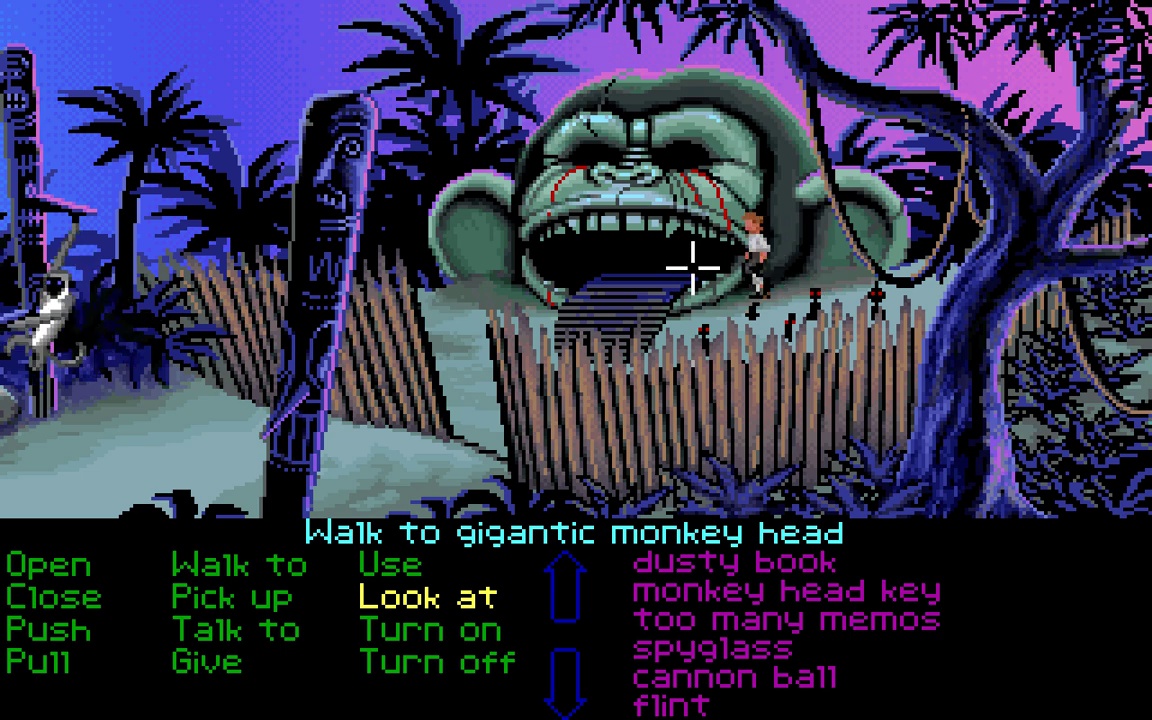 Walk to gigantic monkey head
Open Walk to Use
Close Pick up Look at
Push Talk to Turn on
Pull Give Turn off
dusty book
monkey head key
too many memos
spyglass
cannon ball
flint